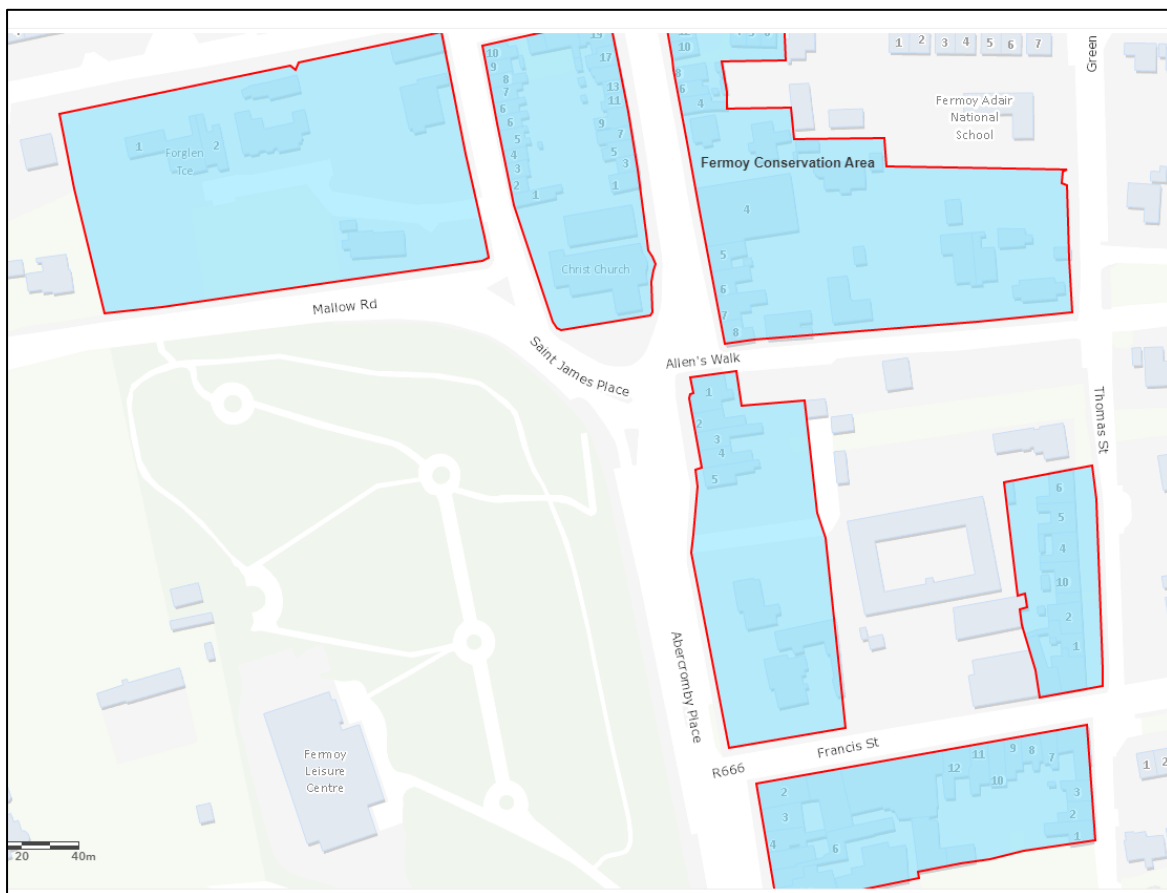 19
17
13
11
9
7
5
3
1
10
9
8
7
6
6
5
4
3
2
1
12
10
8
6
4
1 2 3 4 5 6 7
Green
Fermoy Adair
National
School
1
2
Forglen
Tce
Fermoy Conservation Area
4
5
6
7
8
Christ Church
Mallow Rd
Saint James Place
Allen's Walk
Thomas St
1
2
3
4
5
6
5
4
10
2
1
Abercromby Place
Fermoy
Leisure
Centre
Francis St
R666
2
3
4
6
12
11
10
9
8
7
3
2
1
1 2
20 40m